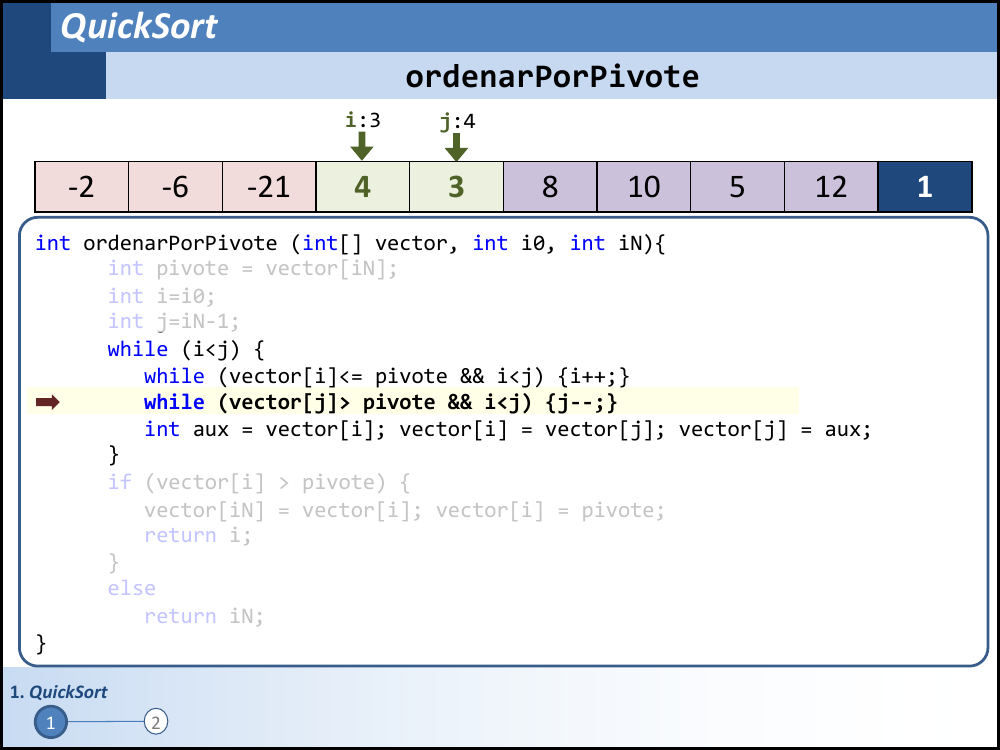 QuickSort
ordenarPorPivote
i:3 j:4
-2 -6 -21 4 3 8 10 5 12 1
int ordenarPorPivote (int[] vector, int i0, int iN){
int pivote = vector[iN];
int i=i0;
int j=iN-1;
while (i<j) {
while (vector[i]<= pivote && i<j) {i++;}
while (vector[j]> pivote && i<j) {j--;}
int aux = vector[i]; vector[i] = vector[j]; vector[j] = aux;
}
if (vector[i] > pivote) {
vector[iN] = vector[i]; vector[i] = pivote;
return i;
}
else
return iN;
}
1. QuickSort
1 2